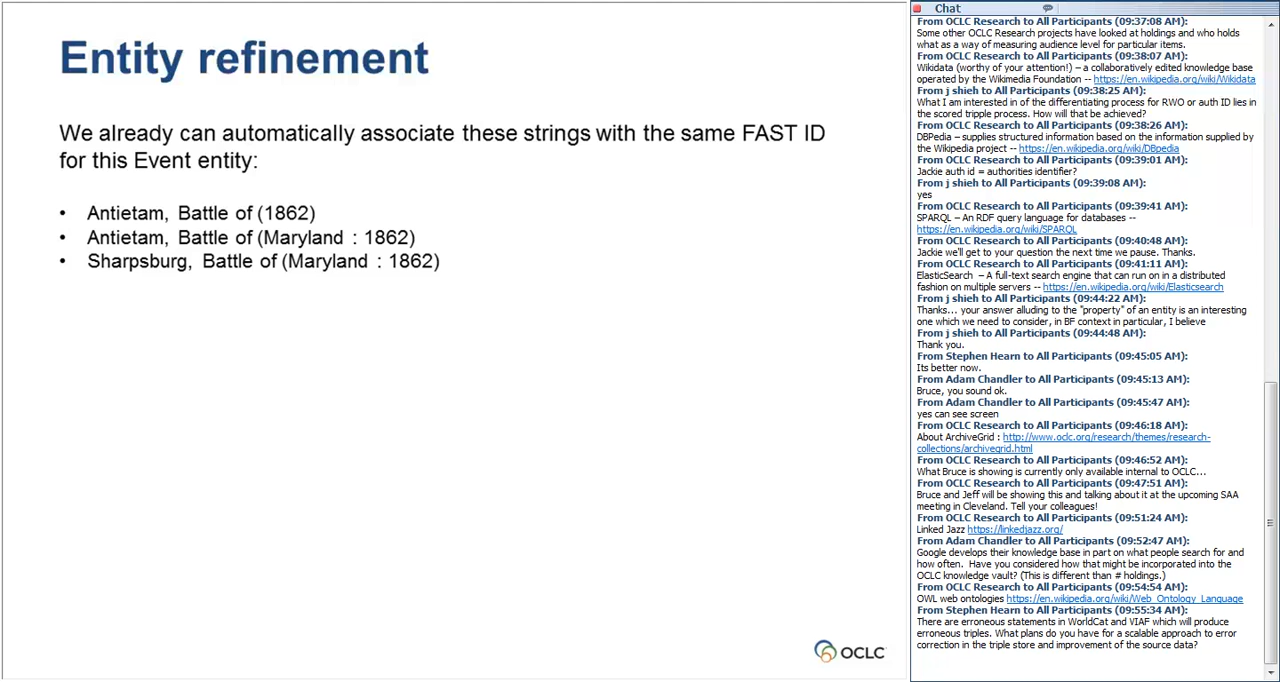 Entity refinement
We already can automatically associate these strings with the same FAST ID
for this Event entity:
• Antietam, Battle of (1862)
• Antietam, Battle of (Maryland : 1862)
• Sharpsburg, Battle of (Maryland : 1862)
OCLC
Chat
From OCLC Research to All Participants (09:37:08 AM):
Some other OCLC Research projects have looked at holdings and who holds
what as a way of measuring audience level for particular items.
From OCLC Research to All Participants (09:38:07 AM):
Wikidata (worthy of your attention!) – a collaboratively edited knowledge base
operated by the Wikimedia Foundation -- https://en.wikipedia.org/wiki/Wikidata
From j shieh to All Participants (09:38:25 AM):
What I am interested in of the differentiating process for RWO or auth ID lies in
the scored tripple process. How will that be achieved?
From OCLC Research to All Participants (09:38:26 AM):
DBPedia – supplies structured information based on the information supplied by
the Wikipedia project -- https://en.wikipedia.org/wiki/DBpedia
From OCLC Research to All Participants (09:39:01 AM):
Jackie auth id = authorities identifier?
From j shieh to All Participants (09:39:08 AM):
yes
From OCLC Research to All Participants (09:39:41 AM):
SPARQL – An RDF query language for databases --
https://en.wikipedia.org/wiki/SPARQL
From OCLC Research to All Participants (09:40:48 AM):
Jackie we'll get to your question the next time we pause. Thanks.
From OCLC Research to All Participants (09:41:11 AM):
ElasticSearch – A full-text search engine that can run on in a distributed
fashion on multiple servers -- https://en.wikipedia.org/wiki/Elasticsearch
From j shieh to All Participants (09:44:22 AM):
Thanks... your answer alluding to the "property" of an entity is an interesting
one which we need to consider, in BF context in particular, I believe
From j shieh to All Participants (09:44:48 AM):
Thank you.
From Stephen Hearn to All Participants (09:45:05 AM):
Its better now.
From Adam Chandler to All Participants (09:45:13 AM):
Bruce, you sound ok.
From Adam Chandler to All Participants (09:45:47 AM):
yes can see screen
From OCLC Research to All Participants (09:46:18 AM):
About ArchiveGrid : http://www.oclc.org/research/themes/research-
collections/archivegrid.html
From OCLC Research to All Participants (09:46:52 AM):
What Bruce is showing is currently only available internal to OCLC...
From OCLC Research to All Participants (09:47:51 AM):
Bruce and Jeff will be showing this and talking about it at the upcoming SAA
meeting in Cleveland. Tell your colleagues!
From OCLC Research to All Participants (09:51:24 AM):
Linked Jazz https://linkedjazz.org/
From Adam Chandler to All Participants (09:52:47 AM):
Google develops their knowledge base in part on what people search for and
how often. Have you considered how that might be incorporated into the
OCLC knowledge vault? (This is different than # holdings.)
From OCLC Research to All Participants (09:54:54 AM):
OWL web ontologies https://en.wikipedia.org/wiki/Web_Ontology_Language
From Stephen Hearn to All Participants (09:55:34 AM):
There are erroneous statements in WorldCat and VIAF which will produce
erroneous triples. What plans do you have for a scalable approach to error
correction in the triple store and improvement of the source data?